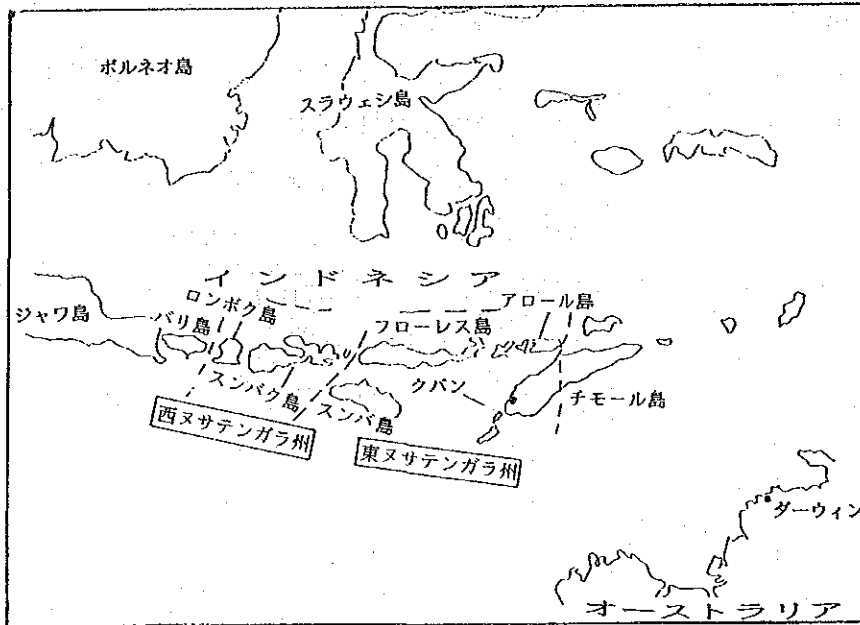 ボルネオ島
スラウェシ島
インドネシア
ロンボク島
アロール島
ジャワ島
バリ島
フローレス島
クパン
スンバク島
スンバ島
チモール島
西ヌサテンガラ州
東ヌサテンガラ州
ダーウィン
オーストラリア